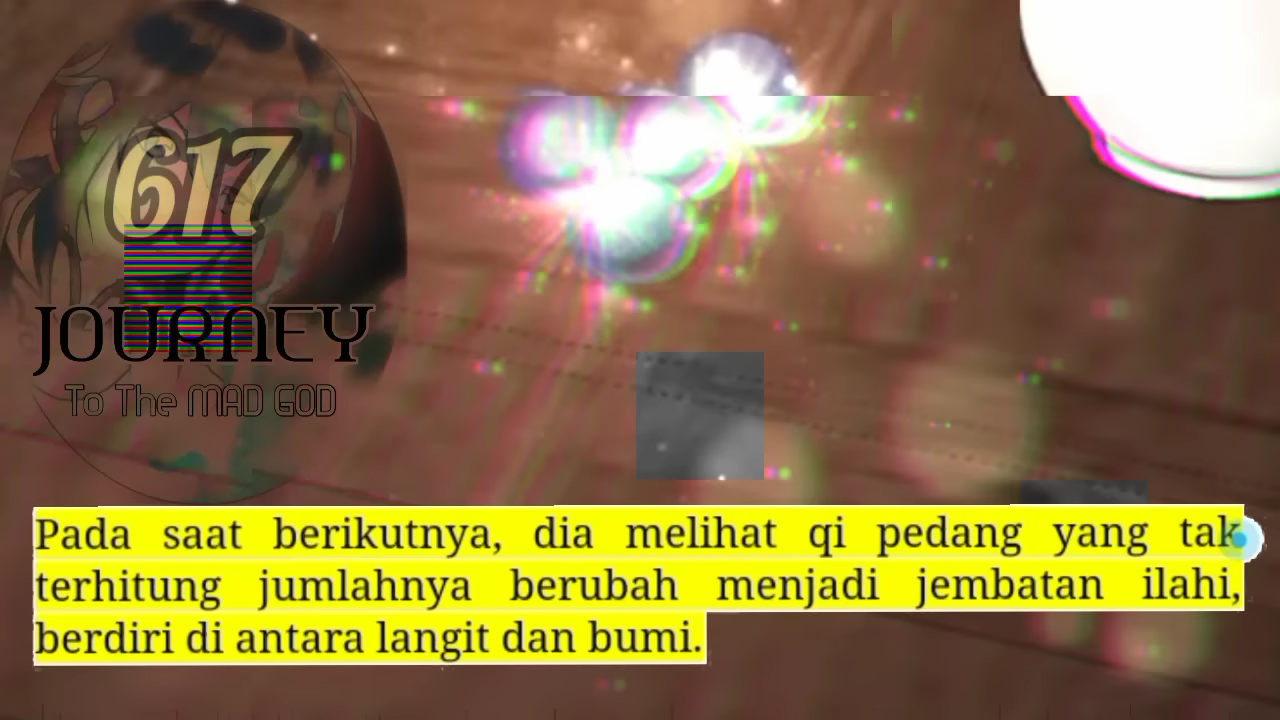 617
JOURNEY
To The MAD GOD
Pada saat berikutnya, dia melihat qi pedang yang tak
terhitung jumlahnya berubah menjadi jembatan ilahi,
berdiri di antara langit dan bumi.